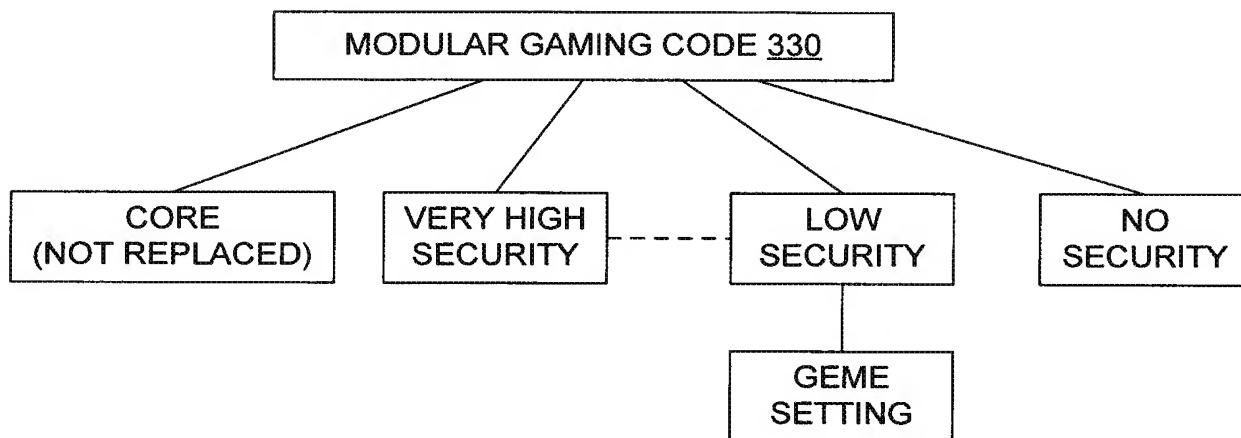 MODULAR GAMING CODE 330
CORE
(NOT REPLACED)
VERY HIGH
SECURITY
LOW
SECURITY
NO
SECURITY
GEME
SETTING